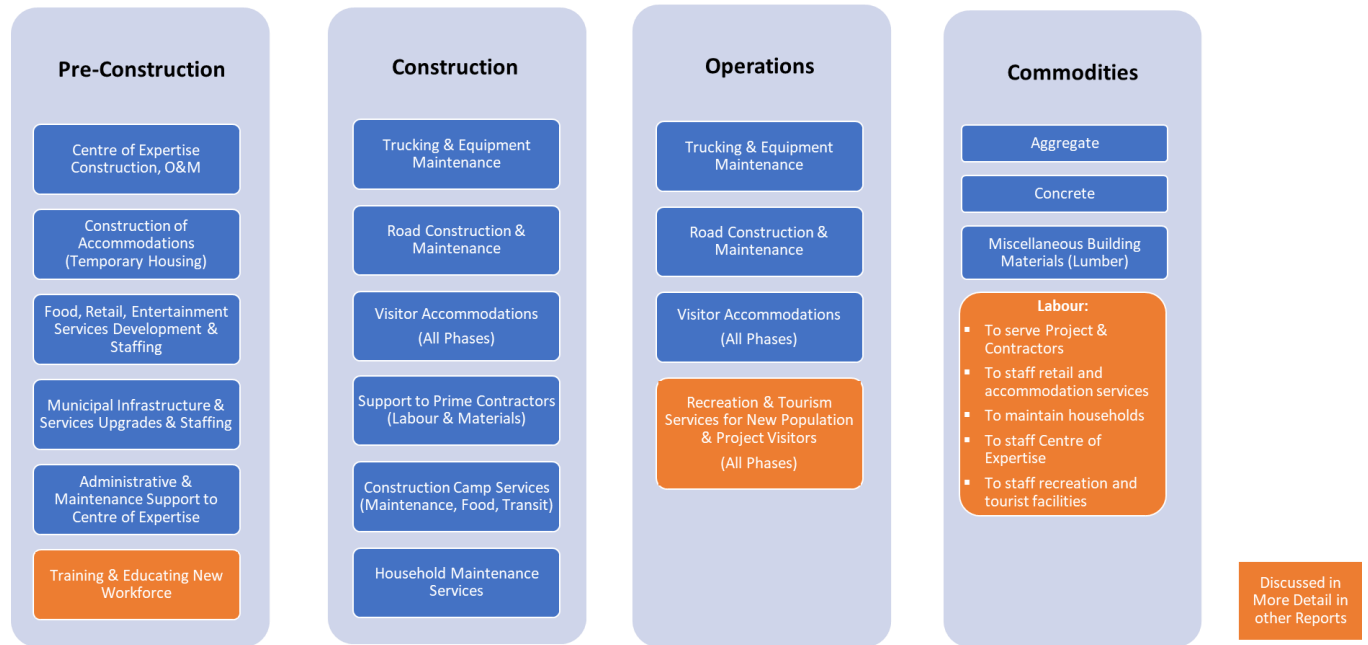 Pre-Construction
Centre of Expertise
Construction, O&M
Construction of
Accommodations
(Temporary Housing)
Food, Retail, Entertainment
Services Development &
Staffing
Municipal Infrastructure &
Services Upgrades & Staffing
Administrative &
Maintenance Support to
Centre of Expertise
Training & Educating New
Workforce
Construction
Trucking & Equipment
Maintenance
Road Construction &
Maintenance
Visitor Accommodations
(All Phases)
Support to Prime Contractors
(Labour & Materials)
Construction Camp Services
(Maintenance, Food, Transit)
Household Maintenance
Services
Operations
Trucking & Equipment
Maintenance
Road Construction &
Maintenance
Visitor Accommodations
(All Phases)
Recreation & Tourism
Services for New Population
& Project Visitors
(All Phases)
Commodities
Aggregate
Concrete
Miscellaneous Building
Materials (Lumber)
Labour:
▪ To serve Project &
Contractors
▪ To staff retail and
accommodation services
▪ To maintain households
▪ To staff Centre of
Expertise
▪ To staff recreation and
tourist facilities
Discussed in
More Detail in
other Reports